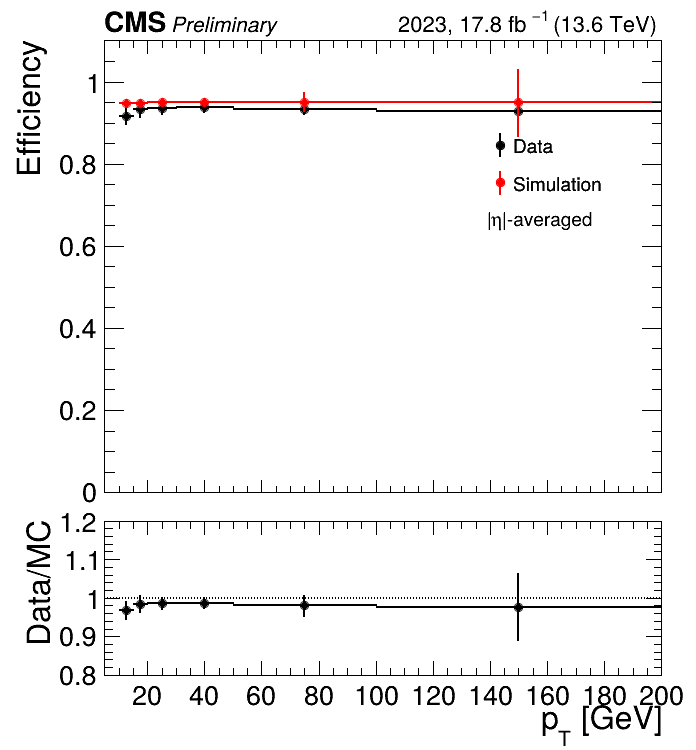 CMS Preliminary 2023, 17.8 fb⁻¹ (13.6 TeV)
Efficiency
1
0.8
0.6
0.4
0.2
0
Data
Simulation
|η|-averaged
Data/MC
1.2
1.1
1
0.9
0.8
20 40 60 80 100 120 140 160 180 200
p_T [GeV]